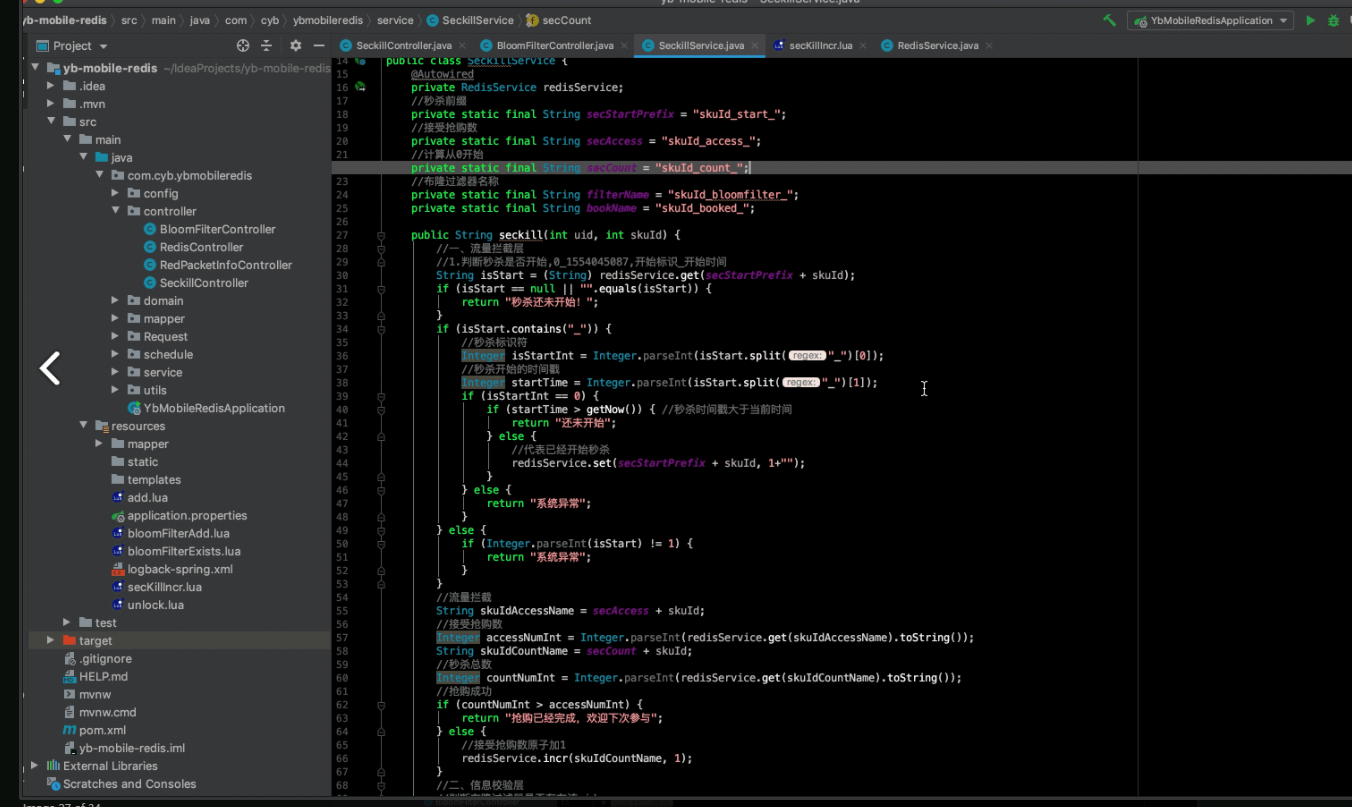 yb-mobile-redis - SeckillService.java
yb-mobile-redis src main java com cyb ybmobileredis service SeckillService secCount
YbMobileRedisApplication
Project
SeckillController.java
BloomFilterController.java
SeckillService.java
secKillIncr.lua
RedisService.java
yb-mobile-redis ~/IdeaProjects/yb-mobile-redis
.idea
.mvn
src
main
java
com.cyb.ybmobileredis
config
controller
BloomFilterController
RedisController
RedPacketInfoController
SeckillController
domain
mapper
Request
schedule
service
utils
YbMobileRedisApplication
resources
mapper
static
templates
add.lua
application.properties
bloomFilterAdd.lua
bloomFilterExists.lua
logback-spring.xml
secKillIncr.lua
unlock.lua
test
target
.gitignore
HELP.md
mvnw
mvnw.cmd
pom.xml
yb-mobile-redis.iml
External Libraries
Scratches and Consoles
14 public class SeckillService {
15 @Autowired
16 private RedisService redisService;
17 //秒杀前缀
18 private static final String secStartPrefix = "skuId_start_";
19 //接受抢购数
20 private static final String secAccess = "skuId_access_";
21 //计算从0开始
private static final String secCount = "skuId_count_";
23 //布隆过滤器名称
24 private static final String filterName = "skuId_bloomfilter_";
25 private static final String bookName = "skuId_booked_";
26
27 public String seckill(int uid, int skuId) {
28 //一、流量拦截层
29 //1.判断秒杀是否开始,0_1554045087,开始标识_开始时间
30 String isStart = (String) redisService.get(secStartPrefix + skuId);
31 if (isStart == null || "".equals(isStart)) {
32 return "秒杀还未开始! ";
33 }
34 if (isStart.contains("_")) {
35 //秒杀标识符
36 Integer isStartInt = Integer.parseInt(isStart.split( regex: "_")[0]);
37 //秒杀开始的时间戳
38 Integer startTime = Integer.parseInt(isStart.split( regex: "_")[1]);
39 if (isStartInt == 0) {
40 if (startTime > getNow()) { //秒杀时间戳大于当前时间
41 return "还未开始";
42 } else {
43 //代表已经开始秒杀
44 redisService.set(secStartPrefix + skuId, 1+"");
45 }
46 } else {
47 return "系统异常";
48 }
49 } else {
50 if (Integer.parseInt(isStart) != 1) {
51 return "系统异常";
52 }
53 }
54 //流量拦截
55 String skuIdAccessName = secAccess + skuId;
56 //接受抢购数
57 Integer accessNumInt = Integer.parseInt(redisService.get(skuIdAccessName).toString());
58 String skuIdCountName = secCount + skuId;
59 //秒杀总数
60 Integer countNumInt = Integer.parseInt(redisService.get(skuIdCountName).toString());
61 //抢购成功
62 if (countNumInt > accessNumInt) {
63 return "抢购已经完成，欢迎下次参与";
64 } else {
65 //接受抢购数原子加1
66 redisService.incr(skuIdCountName, 1);
67 }
68 //二、信息校验层